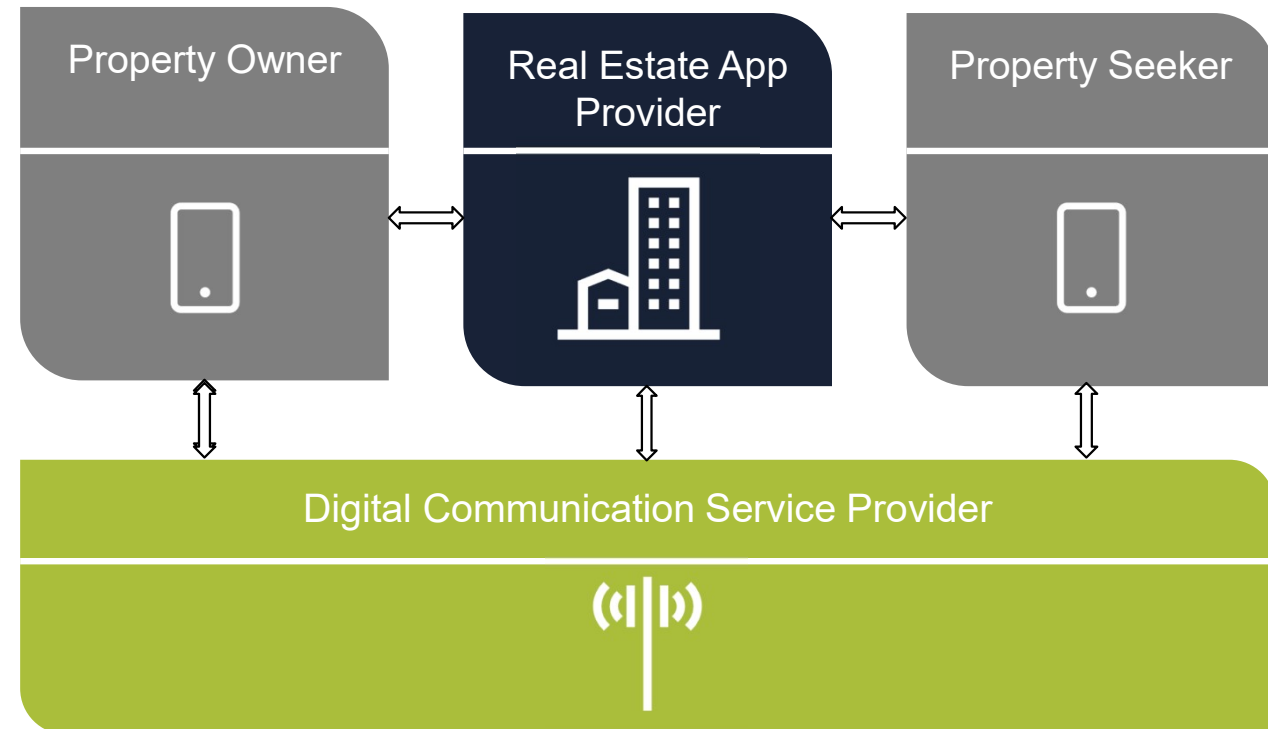 Property Owner
Real Estate App
Provider
Property Seeker
Digital Communication Service Provider